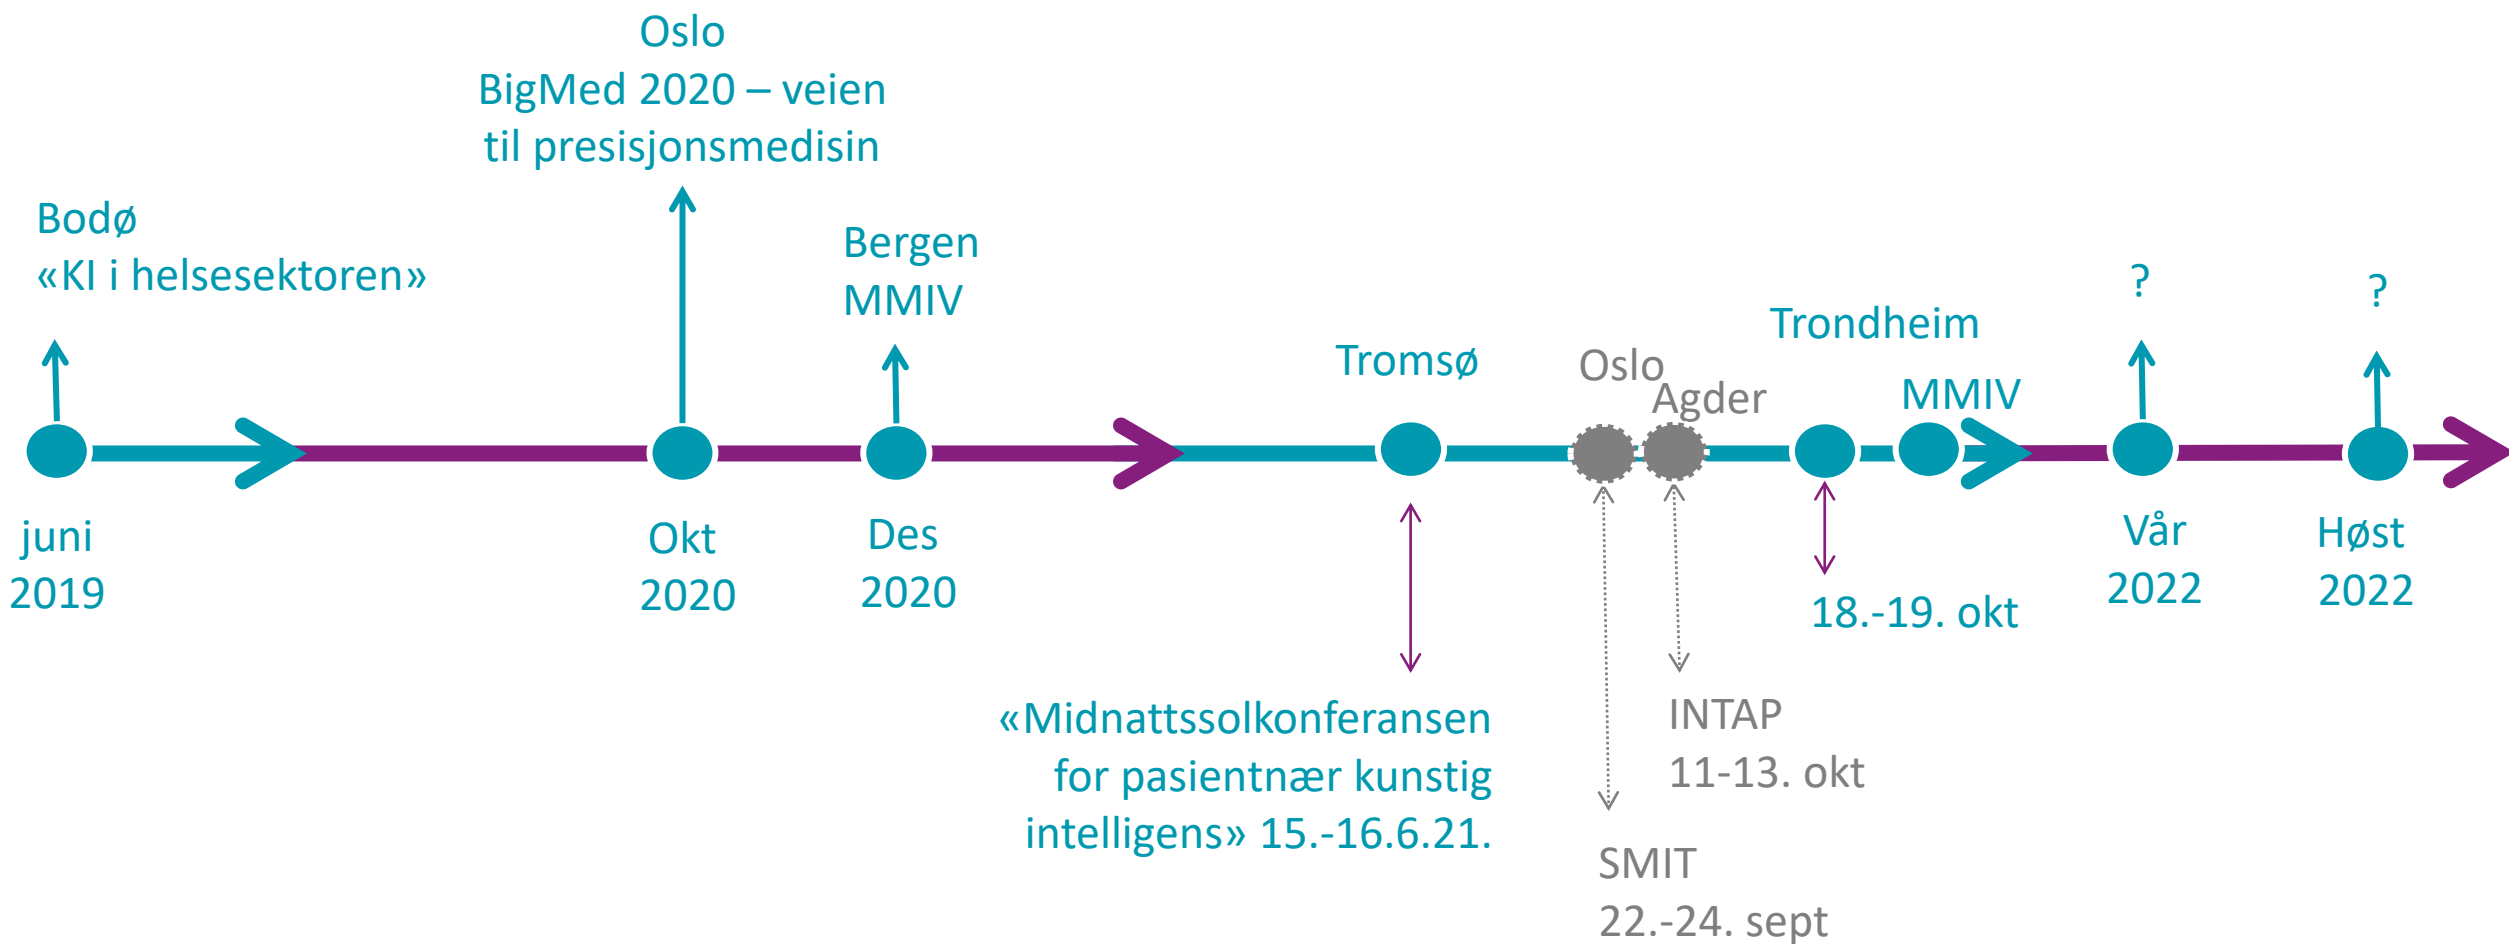 Oslo
BigMed 2020 – veien
til presisjonsmedisin
Bodø
«KI i helsesektoren»
Bergen
MMIV
Tromsø
Oslo
Agder
Trondheim
MMIV
?
?
juni
2019
Okt
2020
Des
2020
«Midnattssolkonferansen
for pasientnær kunstig
intelligens» 15.-16.6.21.
SMIT
22.-24. sept
INTAP
11-13. okt
18.-19. okt
Vår
2022
Høst
2022